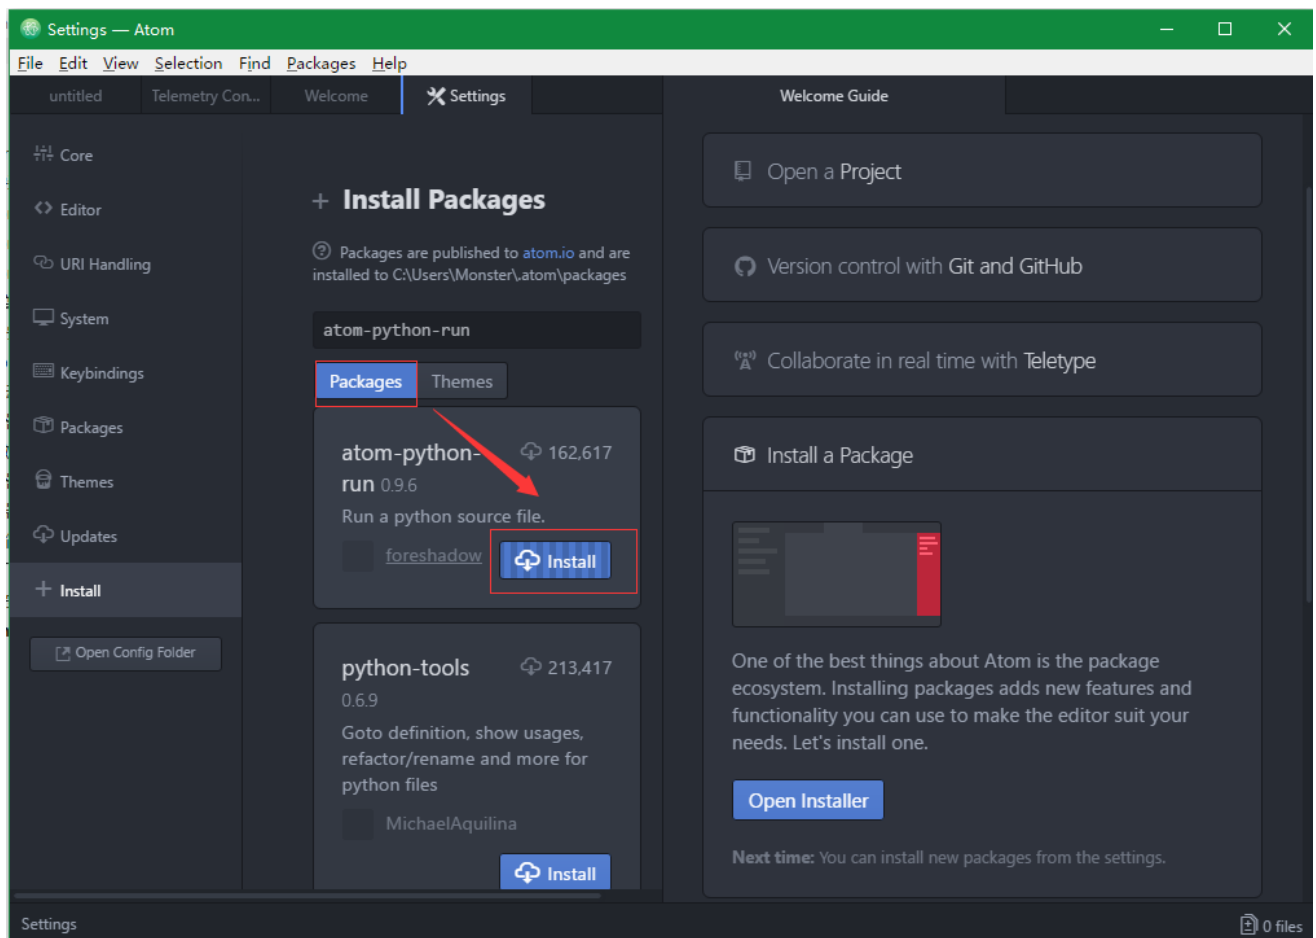 Settings — Atom
File Edit View Selection Find Packages Help
untitled Telemetry Con... Welcome Settings Welcome Guide
Core
Editor
URI Handling
System
Keybindings
Packages
Themes
Updates
Install
Open Config Folder
Install Packages
Packages are published to atom.io and are
installed to C:\Users\Monster\.atom\packages
atom-python-run
Packages Themes
atom-python- 162,617
run 0.9.6
Run a python source file.
foreshadow Install
python-tools 213,417
0.6.9
Goto definition, show usages,
refactor/rename and more for
python files
MichaelAquilina
Install
Open a Project
Version control with Git and GitHub
Collaborate in real time with Teletype
Install a Package
One of the best things about Atom is the package
ecosystem. Installing packages adds new features and
functionality you can use to make the editor suit your
needs. Let's install one.
Open Installer
Next time: You can install new packages from the settings.
Settings 0 files